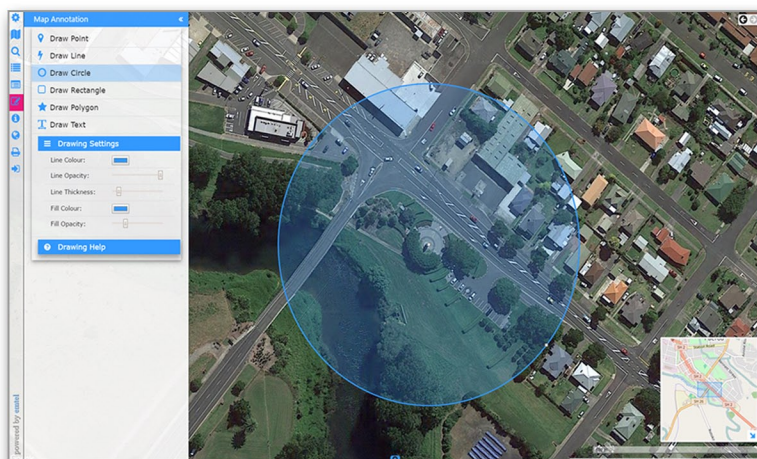 Map Annotation
Draw Point
Draw Line
Draw Circle
Draw Rectangle
Draw Polygon
Draw Text
Drawing Settings
Line Colour:
Line Opacity:
Line Thickness:
Fill Colour:
Fill Opacity:
Drawing Help
powered by emtel